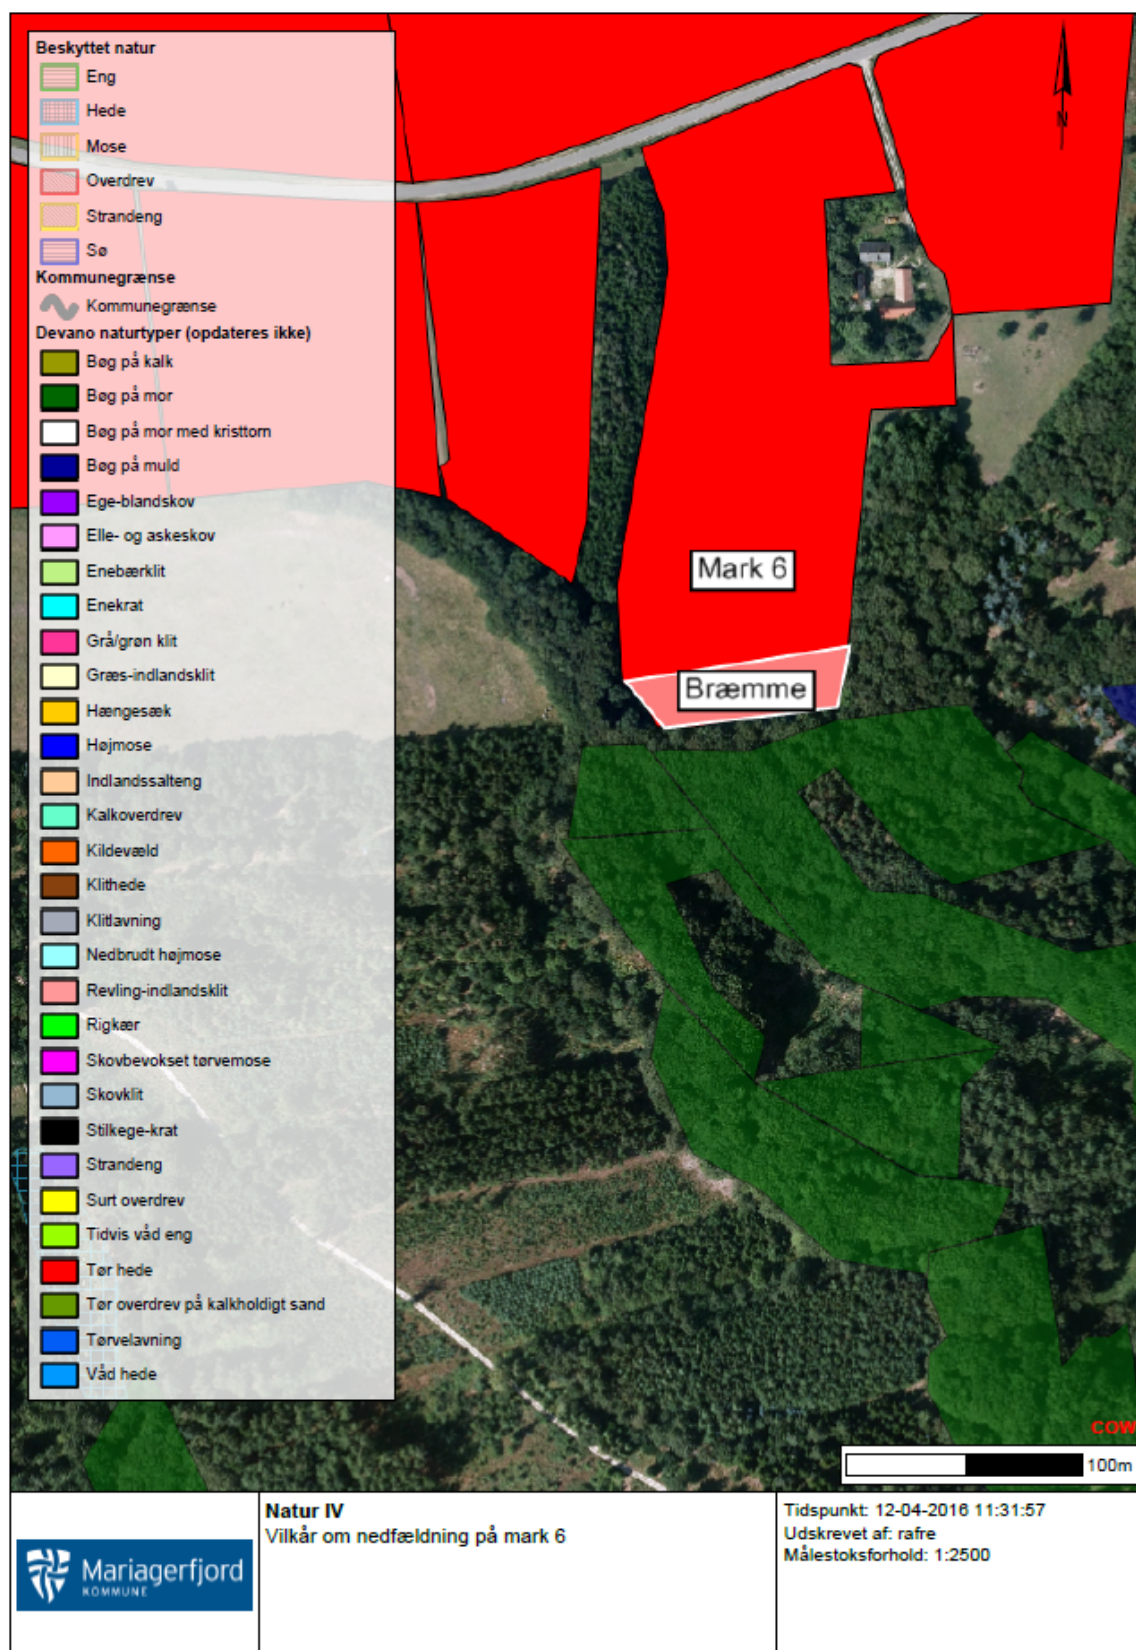 Beskyttet natur
Eng
Hede
Mose
Overdrev
Strandeng
Sø
Kommunegrænse
Kommunegrænse
Devano naturtyper (opdateres ikke)
Bøg på kalk
Bøg på mor
Bøg på mor med kristtorn
Bøg på muld
Ege-blandskov
Elle- og askeskov
Enebærklit
Enekrat
Grå/grøn klit
Græs-indlandsklit
Hængesæk
Højmose
Indlandssalteng
Kalkoverdrev
Kildevæld
Klithede
Klitlavning
Nedbrudt højmose
Revling-indlandsklit
Rigkær
Skovbevokset tørvemose
Skovklit
Stilkege-krat
Strandeng
Surt overdrev
Tidvis våd eng
Tør hede
Tør overdrev på kalkholdigt sand
Tørvelavning
Våd hede
N
Mark 6
Bræmme
COW
100m
Mariagerfjord
KOMMUNE
Natur IV
Vilkår om nedfældning på mark 6
Tidspunkt: 12-04-2016 11:31:57
Udskrevet af: rafre
Målestoksforhold: 1:2500